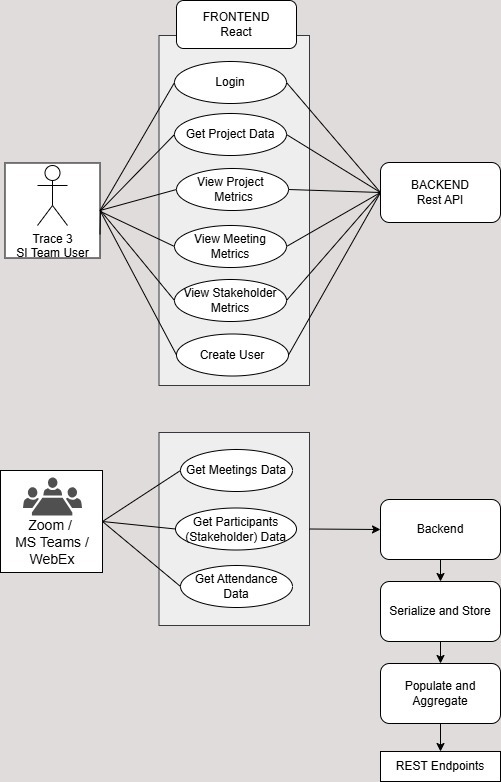 FRONTEND
React
Login
Get Project Data
View Project
Metrics
View Meeting
Metrics
View Stakeholder
Metrics
Create User
Trace 3
SI Team User
BACKEND
Rest API
Get Meetings Data
Get Participants
(Stakeholder) Data
Get Attendance
Data
Zoom /
MS Teams /
WebEx
Backend
Serialize and Store
Populate and
Aggregate
REST Endpoints